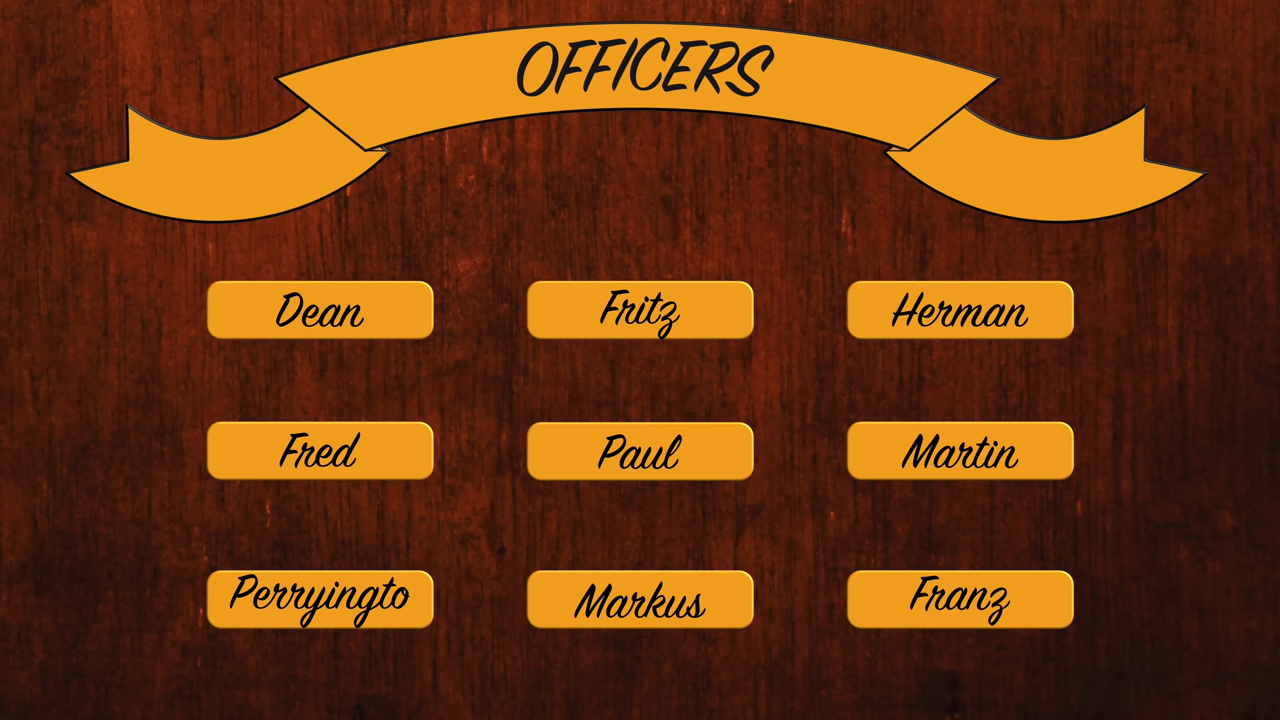 OFFICERS
Dean Fritz Herman
Fred Paul Martin
Perryingto Markus Franz